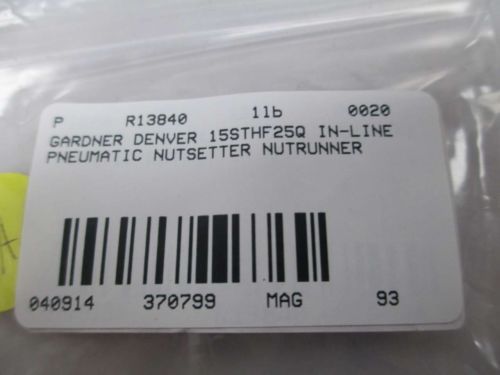 P R13840 1lb 0020
GARDNER DENVER 15STHF25Q IN-LINE
PNEUMATIC NUTSETTER NUTRUNNER
040914 370799 MAG 93
A